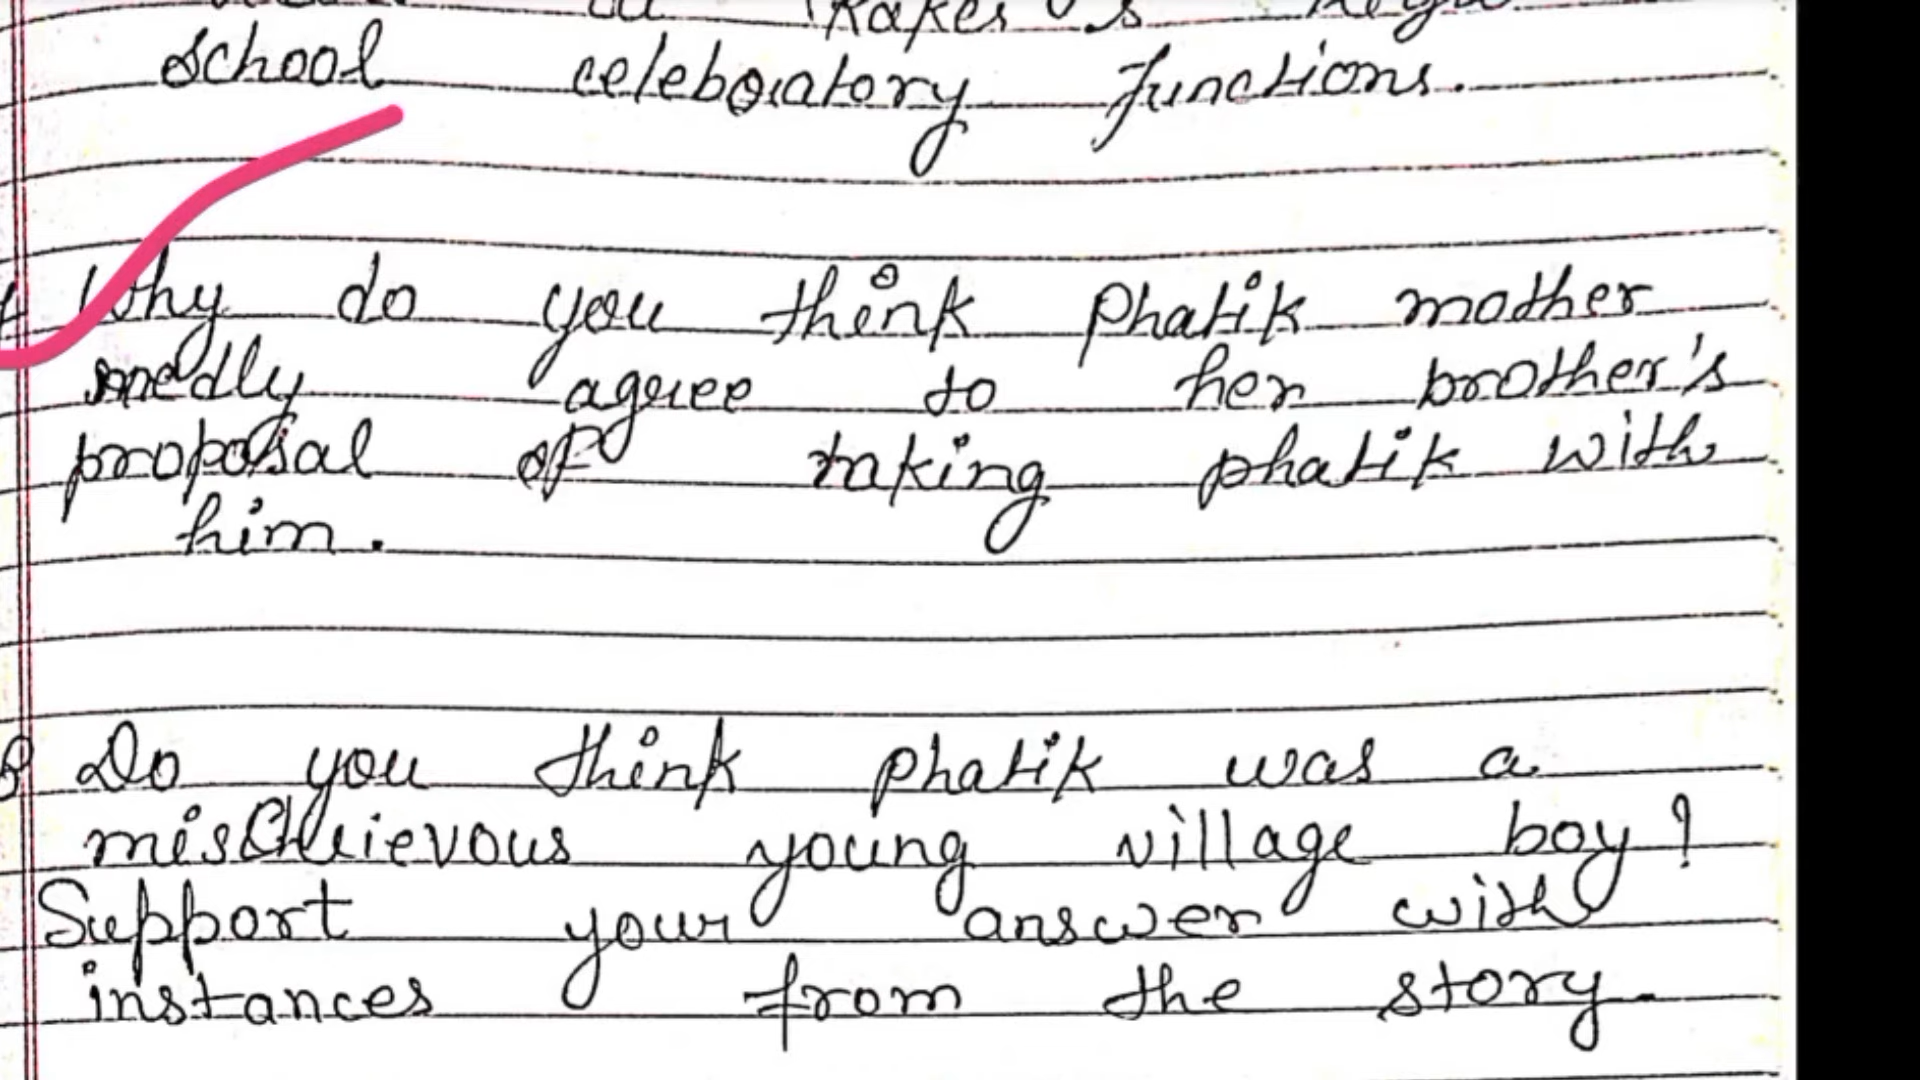 Rakes
school celebratory functions.
Why do you think Phatik mother
agree to her brother's
proposal of taking phatik with
him.
Do you think phatik was a
mischievous young village boy?
Support your answer with
instances from the story.